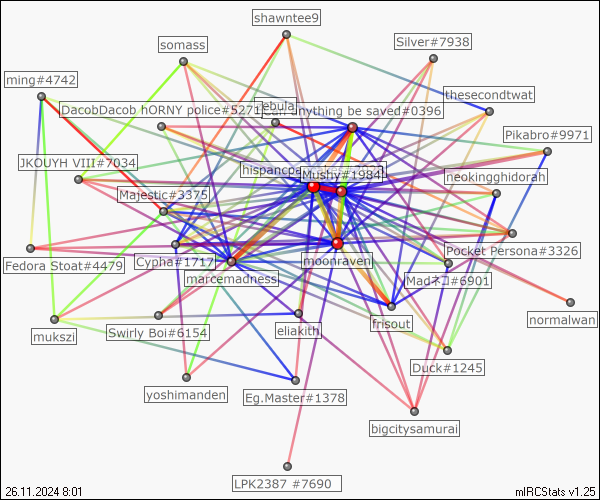 shawntee9
somass
Silver#7938
ming#4742
thesecondtwat
DacobDacob hORNY police#5271
ebula
anything be saved#0396
Pikabro#9971
JKOUYH VIII#7034
Mushy#1984
neokingghidorah
Majestic#3375
Cypha#1717
Pocket Persona#3326
Fedora Stoat#4479
moonraven
marcemadness
Madネコ#6901
normalwan
mukszi
Swirly Boi#6154
eliakith
frisout
Duck#1245
yoshimanden
Eg.Master#1378
bigcitysamurai
LPK2387 #7690
26.11.2024 8:01
mIRCStats v1.25